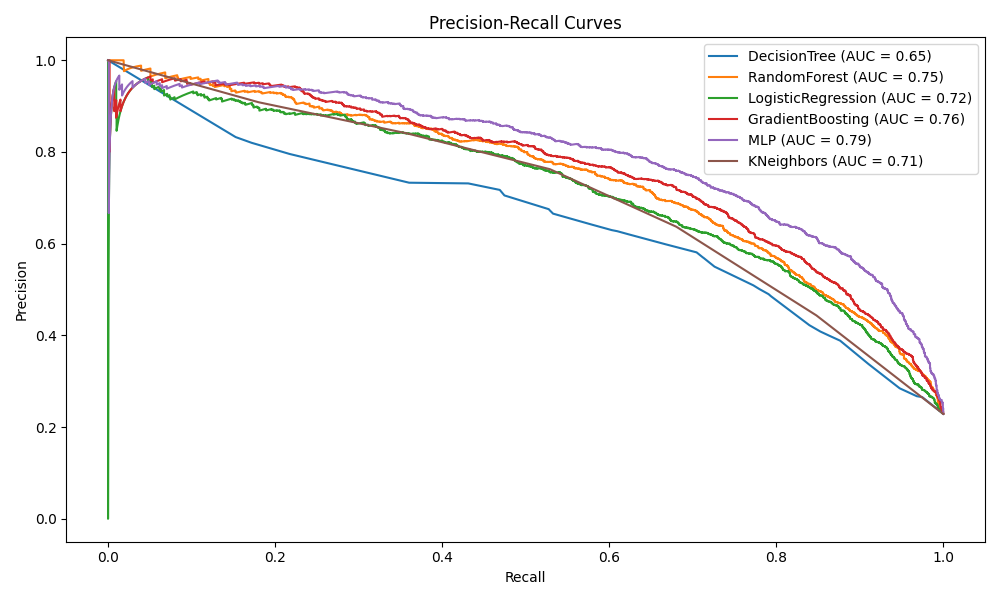 Precision-Recall Curves
DecisionTree (AUC = 0.65)
RandomForest (AUC = 0.75)
LogisticRegression (AUC = 0.72)
GradientBoosting (AUC = 0.76)
MLP (AUC = 0.79)
KNeighbors (AUC = 0.71)
Precision
1.0
0.8
0.6
0.4
0.2
0.0
0.0 0.2 0.4 0.6 0.8 1.0
Recall